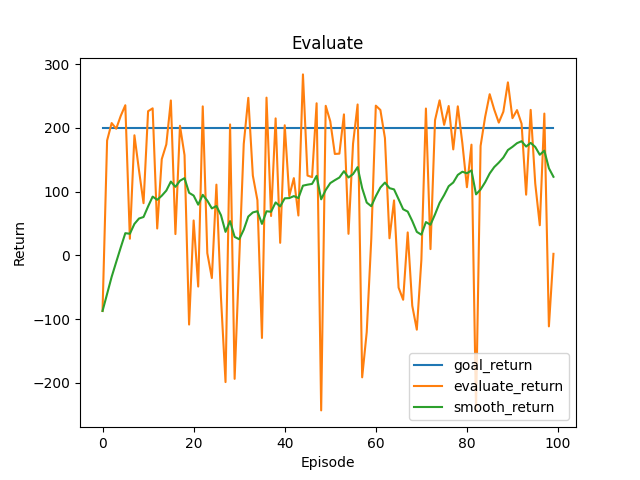 Evaluate
300
200
100
0
−100
−200
Return
0 20 40 60 80 100
Episode
goal_return
evaluate_return
smooth_return